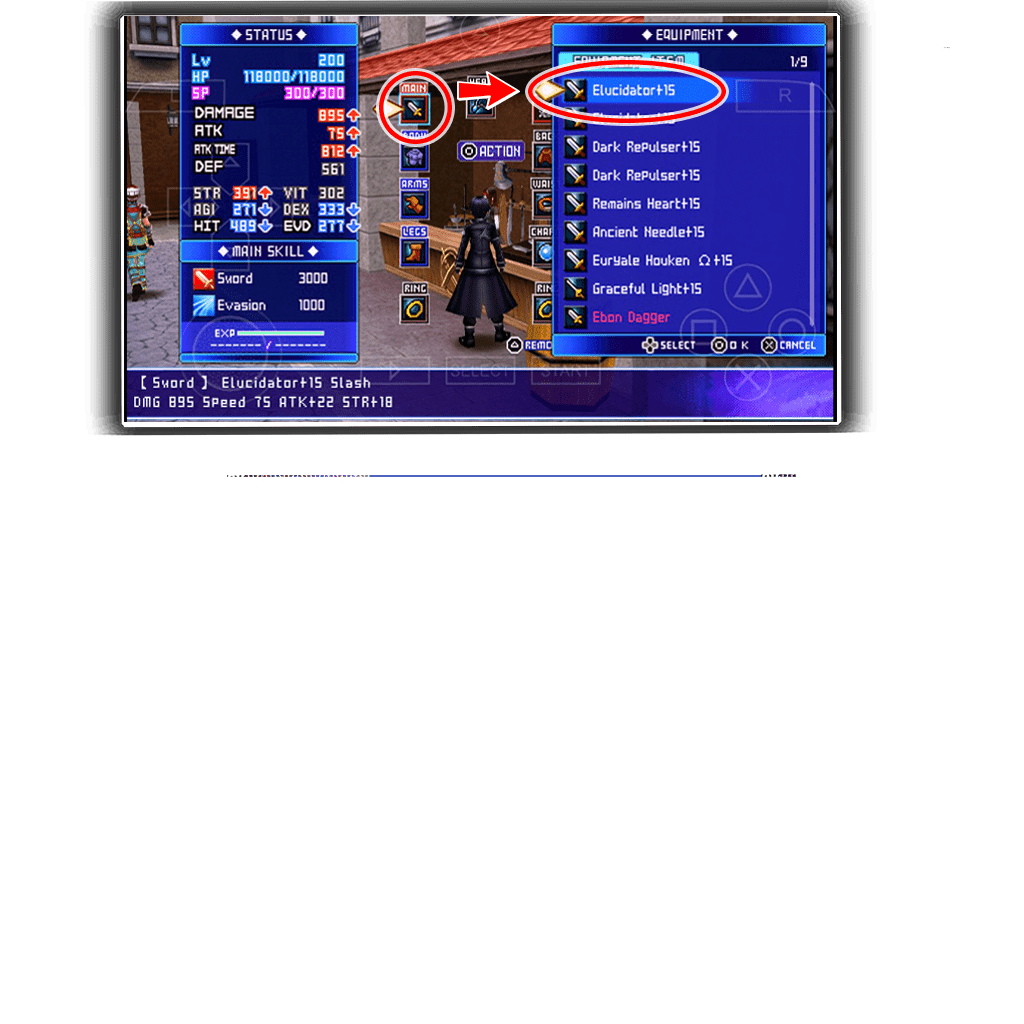 STATUS
Lv 200
HP 118000/118000
SP 300/300
DAMAGE 895
ATK 75
ATK TIME 812
DEF 561
STR 391 VIT 302
AGI 271 DEX 333
HIT 489 EVD 277
MAIN SKILL
Sword 3000
Evasion 1000
EXP
-------/-------
MAIN
ARMS
LEGS
RING
ACTION
EQUIPMENT
EQUIPMENT ITEM 1/9
Elucidator+15
Dark Repulser+15
Dark Repulser+15
Remains Heart+15
Ancient Needle+15
Euryale Houken Ω+15
Graceful Light+15
Ebon Dagger
SELECT OK CANCEL
R
SELECT
START
【Sword】 Elucidator+15 Slash
DMG 895 Speed 75 ATK+22 STR+18